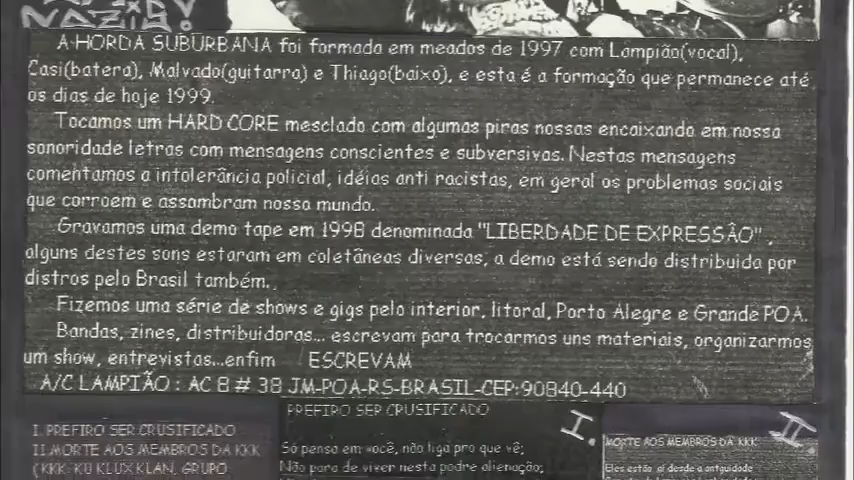 NAZIS!
A HORDA SUBURBANA foi formada em meados de 1997 com Lampião(vocal),
Casi(batera), Malvado(guitarra) e Thiago(baixo), e esta é a formação que permanece até
os dias de hoje 1999.
Tocamos um HARD CORE mesclado com algumas piras nossas encaixando em nossa
sonoridade letras com mensagens conscientes e subversivas. Nestas mensagens
comentamos a intolerância policial, idéias anti racistas, em geral os problemas sociais
que corroem e assombram nosso mundo.
Gravamos uma demo tape em 1998 denominada "LIBERDADE DE EXPRESSÂO" ,
alguns destes sons estaram em coletâneas diversas, a demo está sendo distribuida por
distros pelo Brasil também.
Fizemos uma série de shows e gigs pelo interior, litoral, Porto Alegre e Grande POA.
Bandas, zines, distribuidoras... escrevam para trocarmos uns materiais, organizarmos
um show, entrevistas...enfim ESCREVAM
A/C LAMPIÃO : AC 8 # 38 JM-POA-RS-BRASIL-CEP:90840-440
I. PREFIRO SER CRUSIFICADO
II MORTE AOS MEMBROS DA KKK
(KKK: KU KLUX KLAN, GRUPO
PREFIRO SER CRUSIFICADO
I.
Só pensa em você, não liga pro que vê;
Não para de viver nesta podre alienação;
MORTE AOS MEMBROS DA KKK
II.
Eles estão aí desde a antguidade